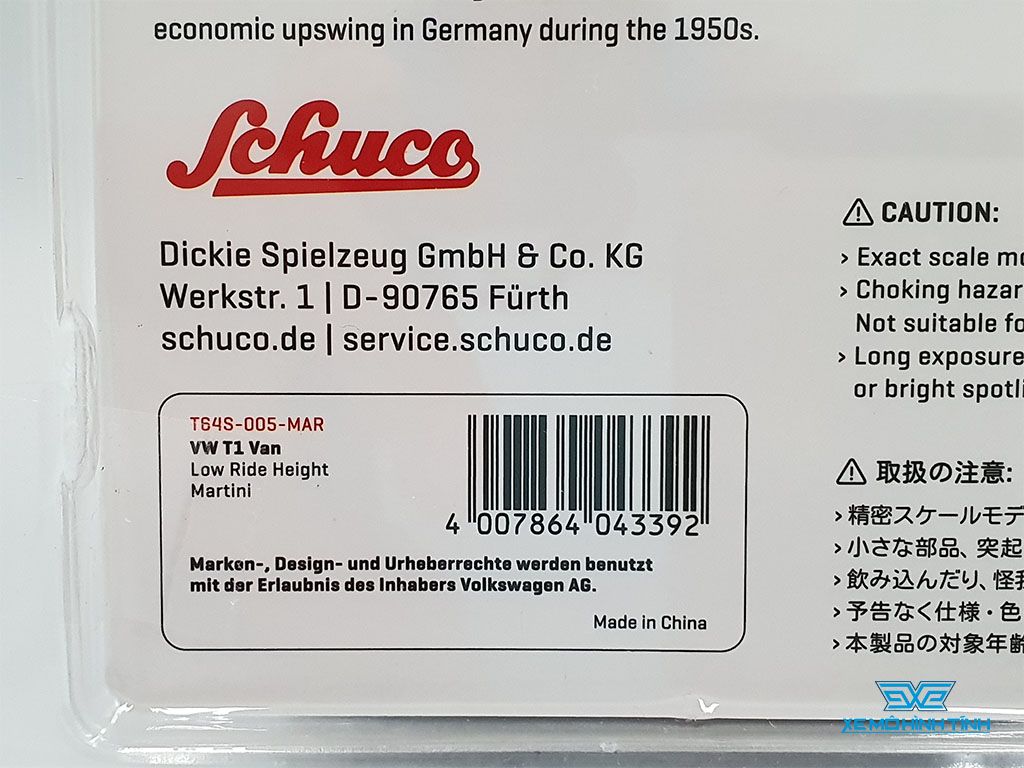 economic upswing in Germany during the 1950s.
Schuco
Dickie Spielzeug GmbH & Co. KG
Werkstr. 1 | D-90765 Fürth
schuco.de | service.schuco.de
T64S-005-MAR
VW T1 Van
Low Ride Height
Martini
4 007864 043392
Marken-, Design- und Urheberrechte werden benutzt
mit der Erlaubnis des Inhabers Volkswagen AG.
Made in China
⚠ CAUTION:
› Exact scale mo
› Choking hazar
Not suitable fo
› Long exposure
or bright spotli
⚠ 取扱の注意:
›精密スケールモデ
›小さな部品、突起
›飲み込んだり、怪我
›予告なく仕様・色
›本製品の対象年齢
XEMOHINHTINH